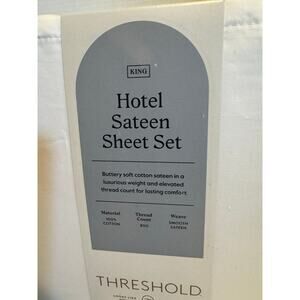 KING
Hotel
Sateen
Sheet Set
Buttery soft cotton sateen in a
luxurious weight and elevated
thread count for lasting comfort
Material Thread Count Weave
100% COTTON 800 SMOOTH SATEEN
THRESHOLD